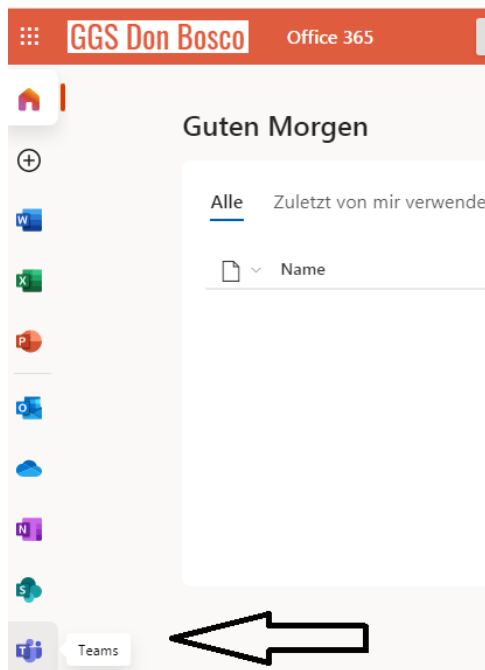 GGS Don Bosco Office 365
Guten Morgen
Alle Zuletzt von mir verwende
Name
Teams